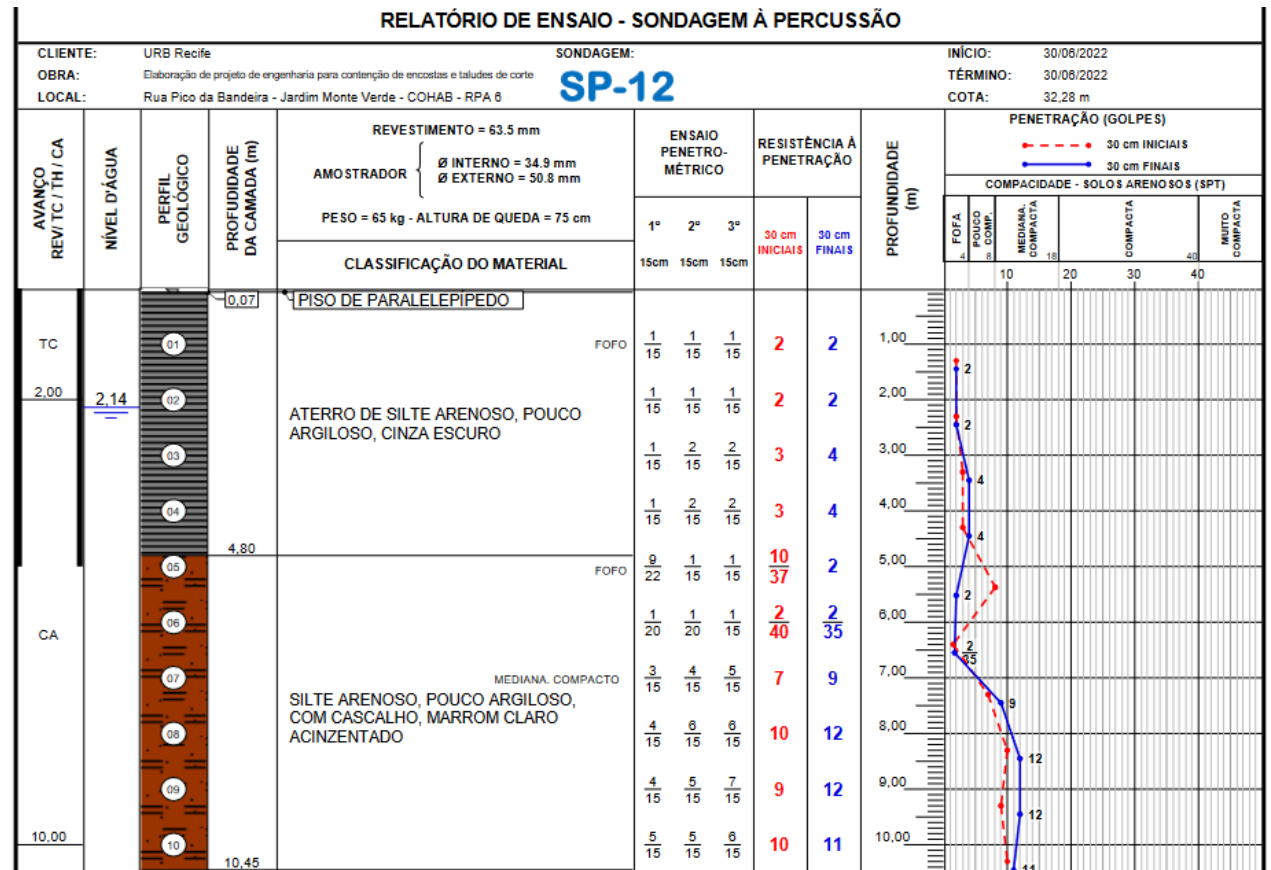 RELATÓRIO DE ENSAIO - SONDAGEM À PERCUSSÃO
CLIENTE: URB Recife
OBRA: Elaboração de projeto de engenharia para contenção de encostas e taludes de corte
LOCAL: Rua Pico da Bandeira - Jardim Monte Verde - COHAB - RPA 6
SONDAGEM:
SP-12
INÍCIO: 30/06/2022
TÉRMINO: 30/06/2022
COTA: 32,28 m
AVANÇO
REV/ TC / TH / CA
NÍVEL D'ÁGUA
PERFIL
GEOLÓGICO
PROFUDIDADE
DA CAMADA (m)
REVESTIMENTO = 63.5 mm
AMOSTRADOR
Ø INTERNO = 34.9 mm
Ø EXTERNO = 50.8 mm
PESO = 65 kg - ALTURA DE QUEDA = 75 cm
CLASSIFICAÇÃO DO MATERIAL
ENSAIO
PENETRO-
MÉTRICO
1º 2º 3º
15cm 15cm 15cm
RESISTÊNCIA À
PENETRAÇÃO
30 cm
INICIAIS
30 cm
FINAIS
PROFUNDIDADE
(m)
PENETRAÇÃO (GOLPES)
30 cm INICIAIS
30 cm FINAIS
COMPACIDADE - SOLOS ARENOSOS (SPT)
FOFA
POUCO
COMP.
MEDIANA.
COMPACTA
COMPACTA
MUITO
COMPACTA
4 8 18 40
10 20 30 40
0,07 PISO DE PARALELEPÍPEDO
TC 01 FOFO 1/15 1/15 1/15 2 2 1,00
2
2,00 2,14 02 1/15 1/15 1/15 2 2 2,00
2
ATERRO DE SILTE ARENOSO, POUCO
ARGILOSO, CINZA ESCURO
03 1/15 2/15 2/15 3 4 3,00
4
04 1/15 2/15 2/15 3 4 4,00
4
4,80
05 FOFO 9/22 1/15 1/15 10/37 2 5,00
2
CA 06 1/20 1/20 1/15 2/40 2/35 6,00
2/35
07 MEDIANA. COMPACTO 3/15 4/15 5/15 7 9 7,00
9
SILTE ARENOSO, POUCO ARGILOSO,
COM CASCALHO, MARROM CLARO
ACINZENTADO
08 4/15 6/15 6/15 10 12 8,00
12
09 4/15 5/15 7/15 9 12 9,00
12
10,00 10 5/15 5/15 6/15 10 11 10,00
10,45
11